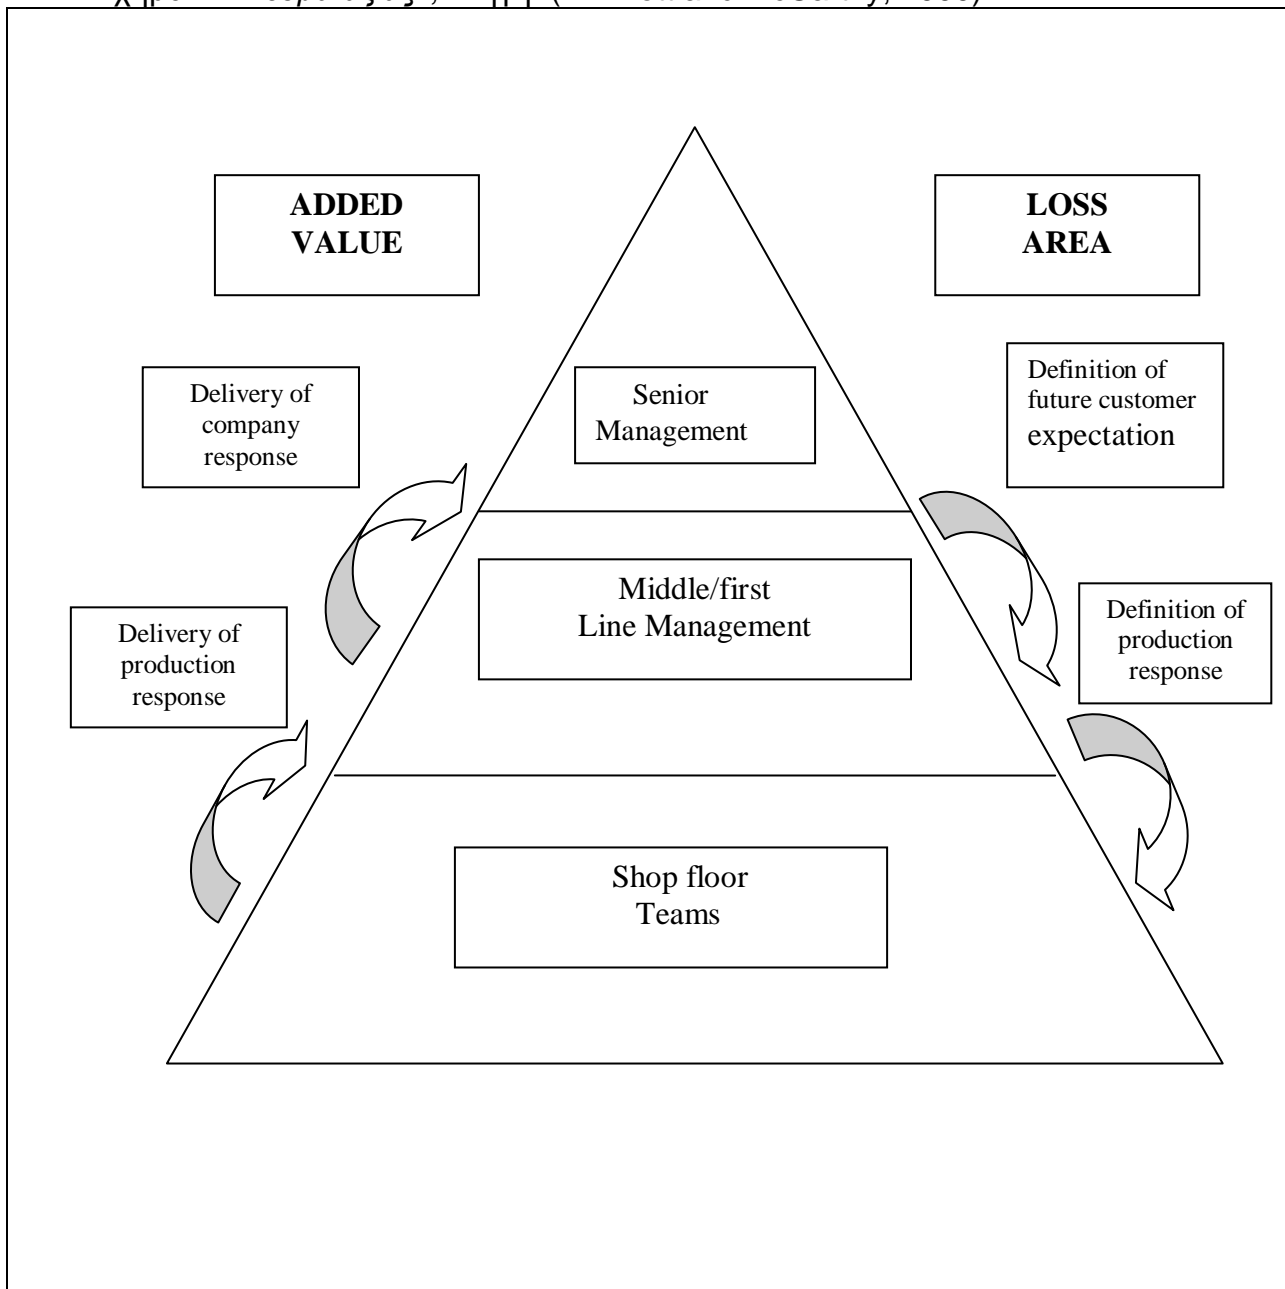 ADDED
VALUE
LOSS
AREA
Delivery of
company
response
Senior
Management
Definition of
future customer
expectation
Middle/first
Line Management
Delivery of
production
response
Definition of
production
response
Shop floor
Teams